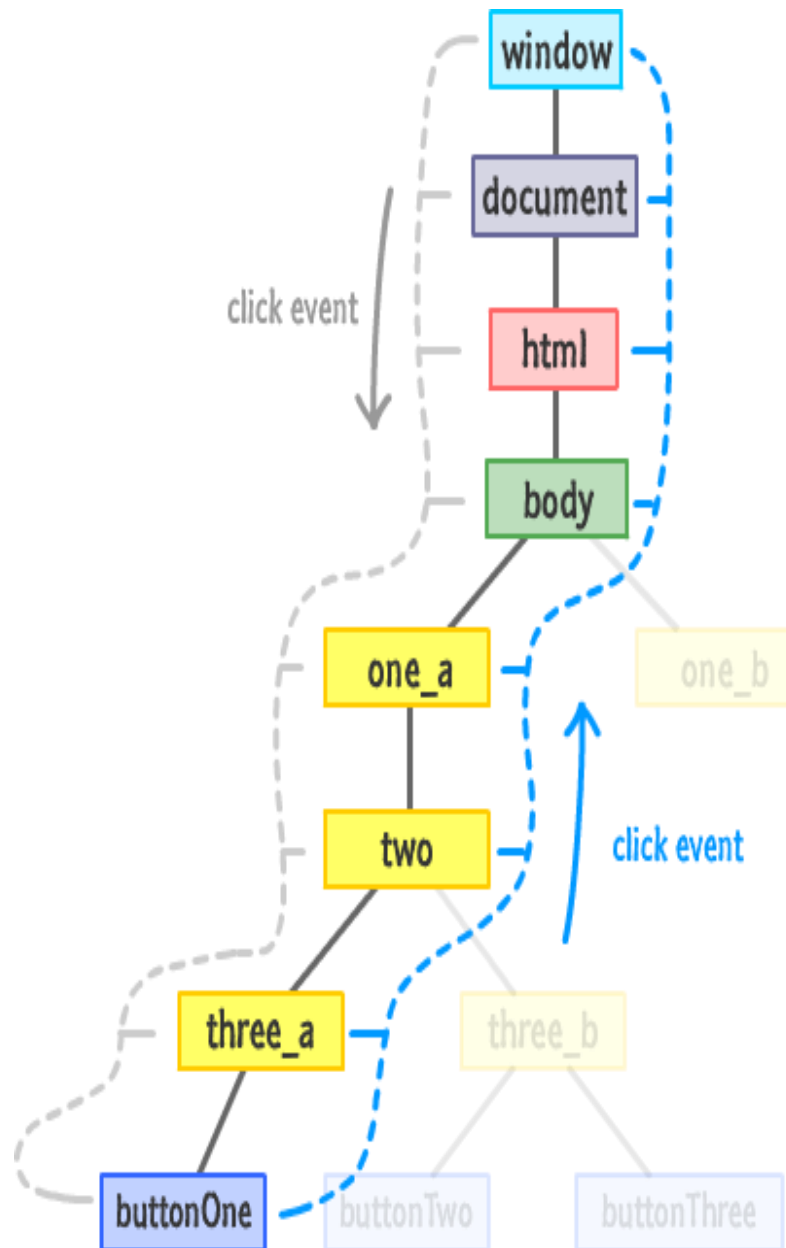 window
document
click event
html
body
one_a
one_b
two
click event
three_a
three_b
buttonOne
buttonTwo
buttonThree